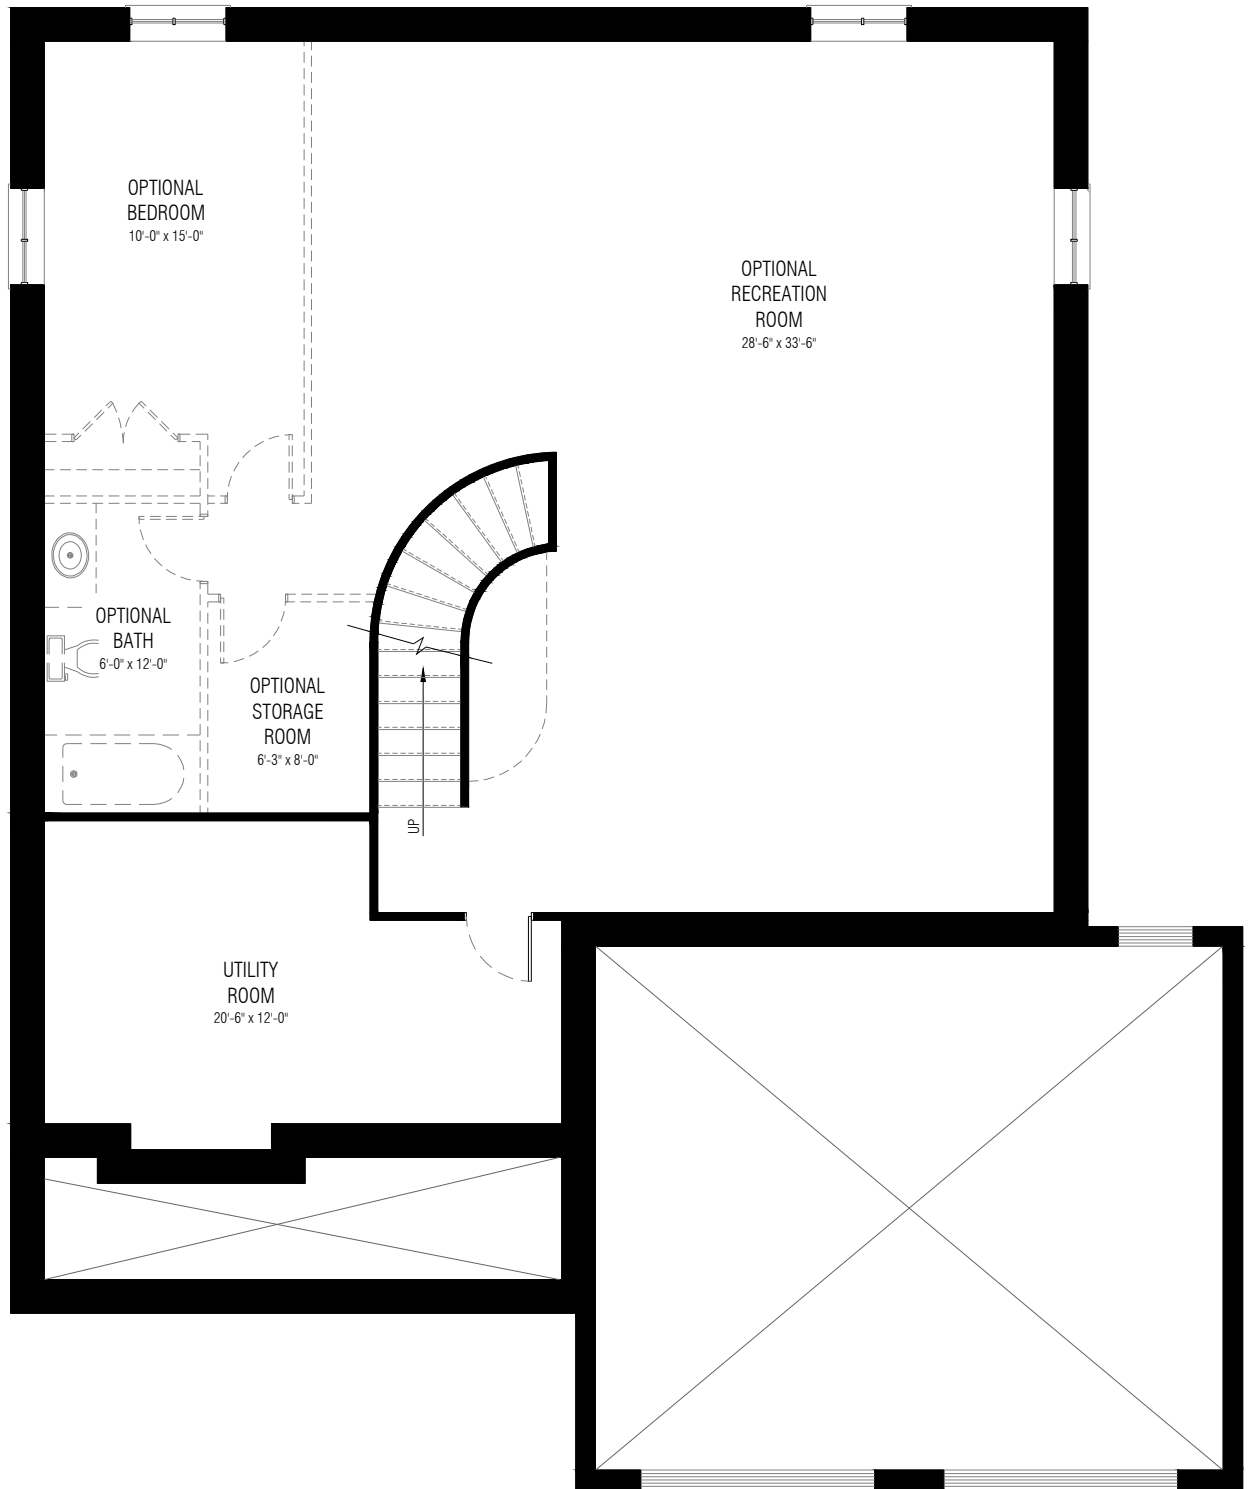 OPTIONAL
BEDROOM
10'-0" x 15'-0"
OPTIONAL
RECREATION
ROOM
28'-6" x 33'-6"
OPTIONAL
BATH
6'-0" x 12'-0"
OPTIONAL
STORAGE
ROOM
6'-3" x 8'-0"
UP
UTILITY
ROOM
20'-6" x 12'-0"